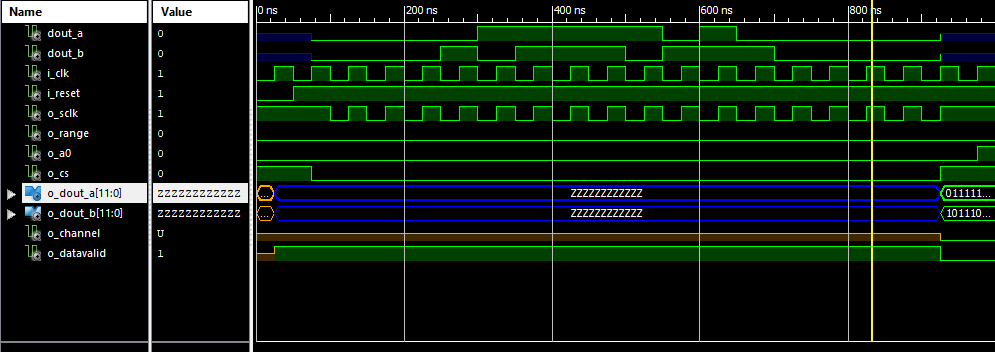 Name Value 0 ns 200 ns 400 ns 600 ns 800 ns
dout_a 0
dout_b 0
i_clk 1
i_reset 1
o_sclk 1
o_range 0
o_a0 0
o_cs 0
o_dout_a[11:0] ZZZZZZZZZZZZ ... ZZZZZZZZZZZZ 011111...
o_dout_b[11:0] ZZZZZZZZZZZZ ... ZZZZZZZZZZZZ 101110...
o_channel U
o_datavalid 1